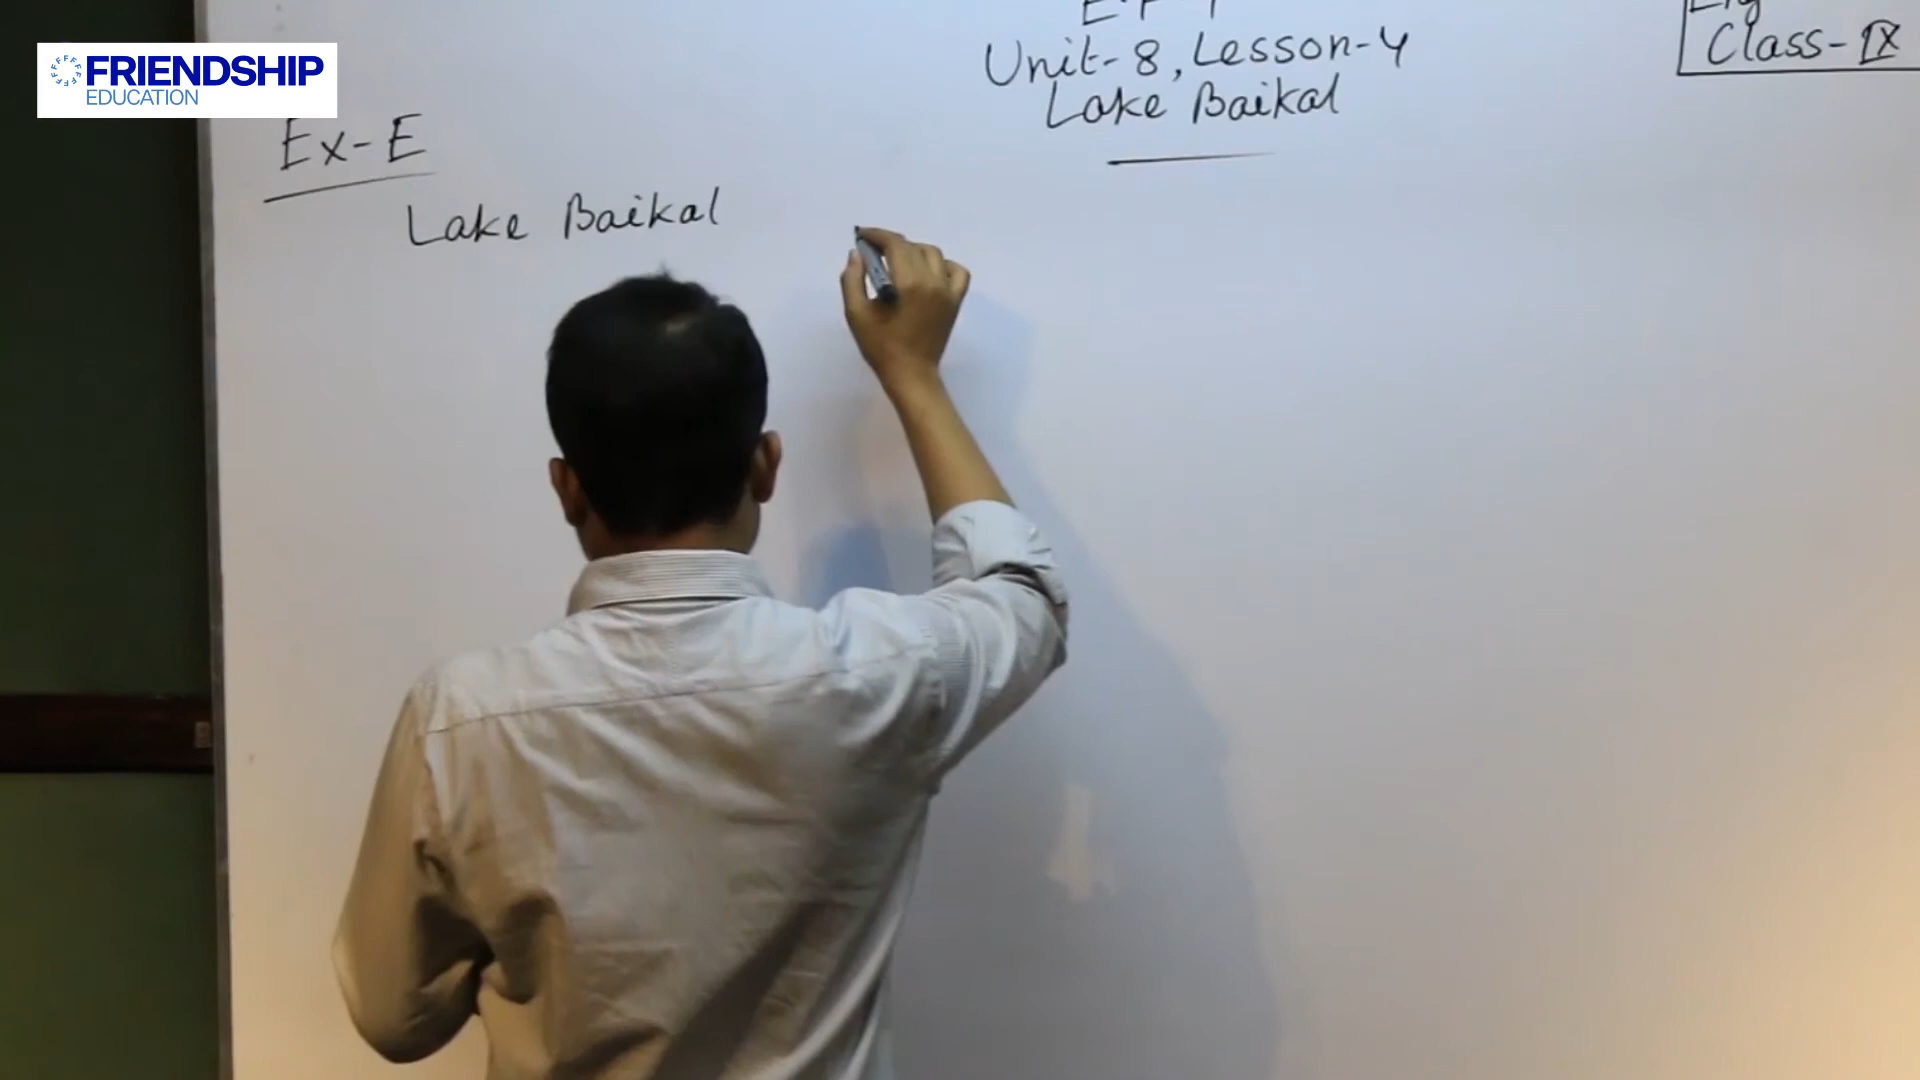 FRIENDSHIP
EDUCATION
Unit-8, Lesson-4
Lake Baikal
Class-IX
Ex-E
Lake Baikal